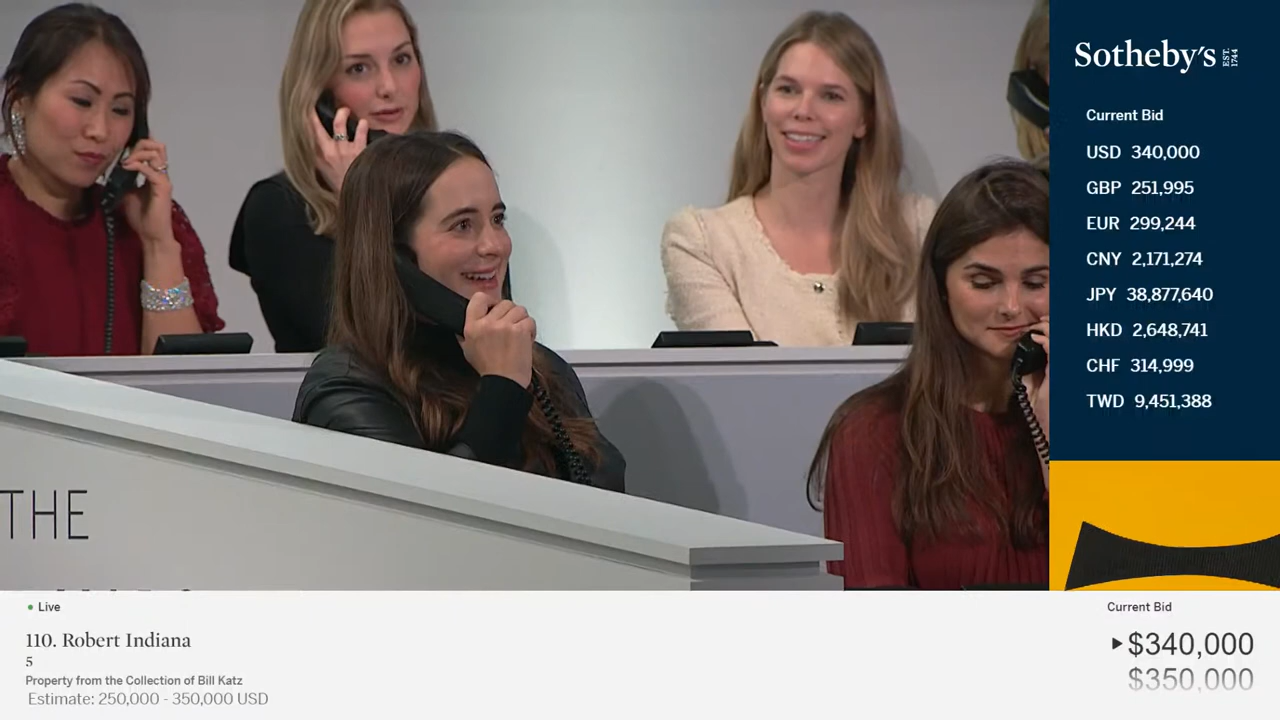 Sotheby's EST. 1744
Current Bid
USD 340,000
GBP 251,995
EUR 299,244
CNY 2,171,274
JPY 38,877,640
HKD 2,648,741
CHF 314,999
TWD 9,451,388
THE
Live
110. Robert Indiana
5
Property from the Collection of Bill Katz
Estimate: 250,000 - 350,000 USD
Current Bid
$340,000
$350,000